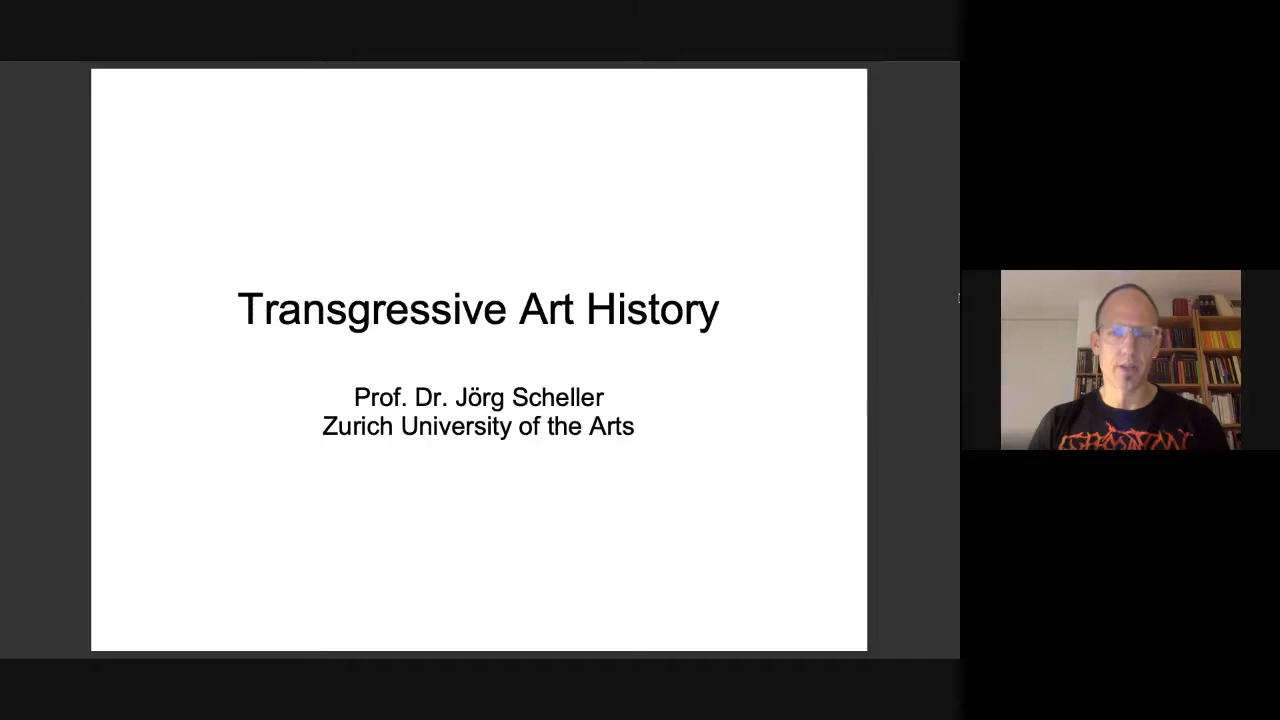 Transgressive Art History
Prof. Dr. Jörg Scheller
Zurich University of the Arts